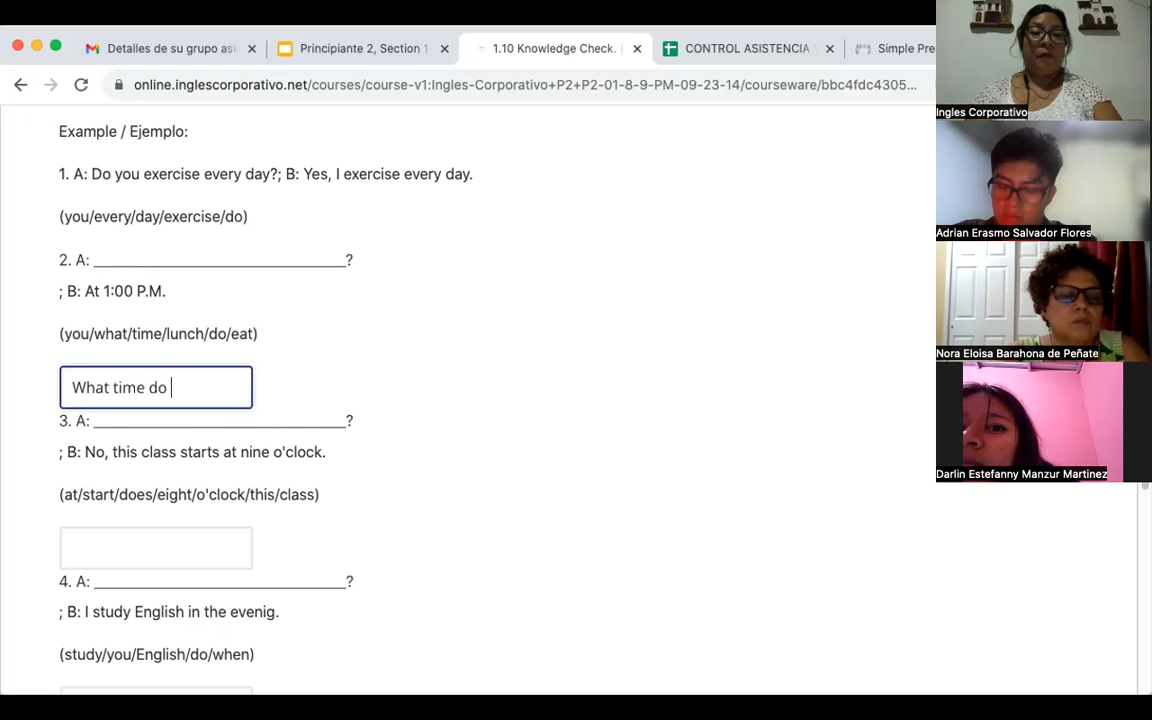 Detalles de su grupo asi
Principiante 2, Section 1
1.10 Knowledge Check. |
CONTROL ASISTENCIA
Simple Pre
online.inglescorporativo.net/courses/course-v1:Ingles-Corporativo+P2+P2-01-8-9-PM-09-23-14/courseware/bbc4fdc4305...
Example / Ejemplo:
1. A: Do you exercise every day?; B: Yes, I exercise every day.
(you/every/day/exercise/do)
2. A: ______________________________?
; B: At 1:00 P.M.
(you/what/time/lunch/do/eat)
What time do
3. A: ______________________________?
; B: No, this class starts at nine o'clock.
(at/start/does/eight/o'clock/this/class)
4. A: ______________________________?
; B: I study English in the evenig.
(study/you/English/do/when)
Ingles Corporativo
Adrian Erasmo Salvador Flores
Nora Eloisa Barahona de Peñate
Darlin Estefanny Manzur Martinez